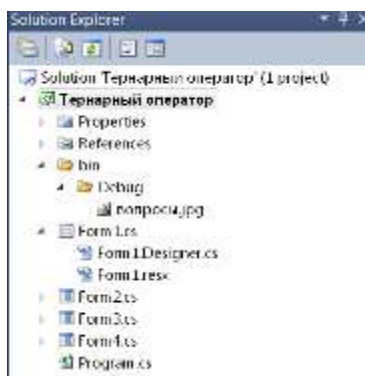 Solution Explorer
Solution 'Тернарный оператор' (1 project)
Тернарный оператор
Properties
References
bin
Debug
вопросы.jpg
Form1.cs
Form1.Designer.cs
Form1.resx
Form2.cs
Form3.cs
Form4.cs
Program.cs